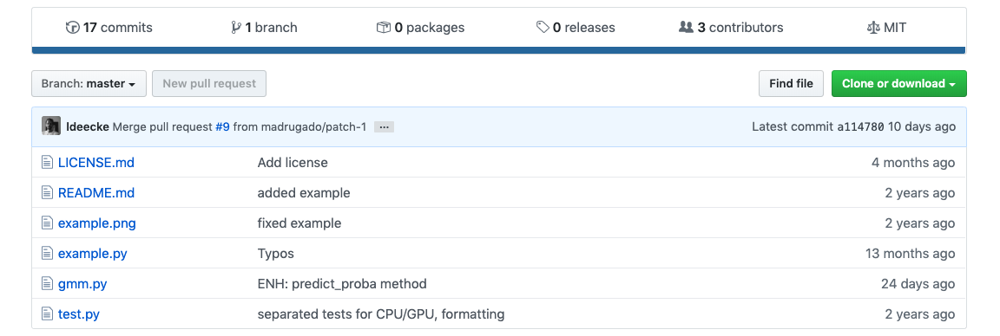 17 commits 1 branch 0 packages 0 releases 3 contributors MIT
Branch: master New pull request Find file Clone or download
ldeecke Merge pull request #9 from madrugado/patch-1 ... Latest commit a114780 10 days ago
LICENSE.md Add license 4 months ago
README.md added example 2 years ago
example.png fixed example 2 years ago
example.py Typos 13 months ago
gmm.py ENH: predict_proba method 24 days ago
test.py separated tests for CPU/GPU, formatting 2 years ago